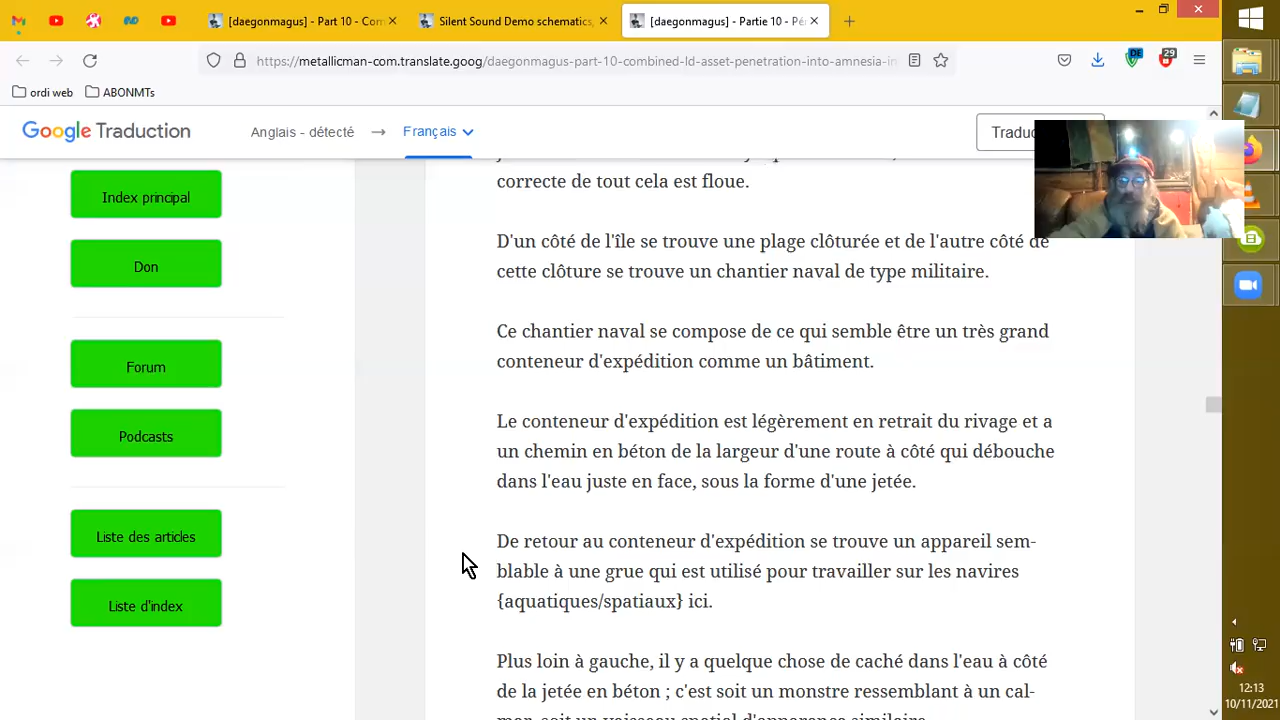 [daegonmagus] - Part 10 - Com
Silent Sound Demo schematics,
[daegonmagus] - Partie 10 - Pé
https://metallicman-com.translate.goog/daegonmagus-part-10-combined-ld-asset-penetration-into-amnesia-in
DE
29
ordi web
ABONMTs
Google Traduction
Anglais - détecté
Français
Traduc
Index principal
Don
Forum
Podcasts
Liste des articles
Liste d'index
correcte de tout cela est floue.
D'un côté de l'île se trouve une plage clôturée et de l'autre côté de
cette clôture se trouve un chantier naval de type militaire.
Ce chantier naval se compose de ce qui semble être un très grand
conteneur d'expédition comme un bâtiment.
Le conteneur d'expédition est légèrement en retrait du rivage et a
un chemin en béton de la largeur d'une route à côté qui débouche
dans l'eau juste en face, sous la forme d'une jetée.
De retour au conteneur d'expédition se trouve un appareil sem-
blable à une grue qui est utilisé pour travailler sur les navires
{aquatiques/spatiaux} ici.
Plus loin à gauche, il y a quelque chose de caché dans l'eau à côté
de la jetée en béton ; c'est soit un monstre ressemblant à un cal-
mar, soit un vaisseau spatial d'apparence similaire.
12:13
10/11/2021